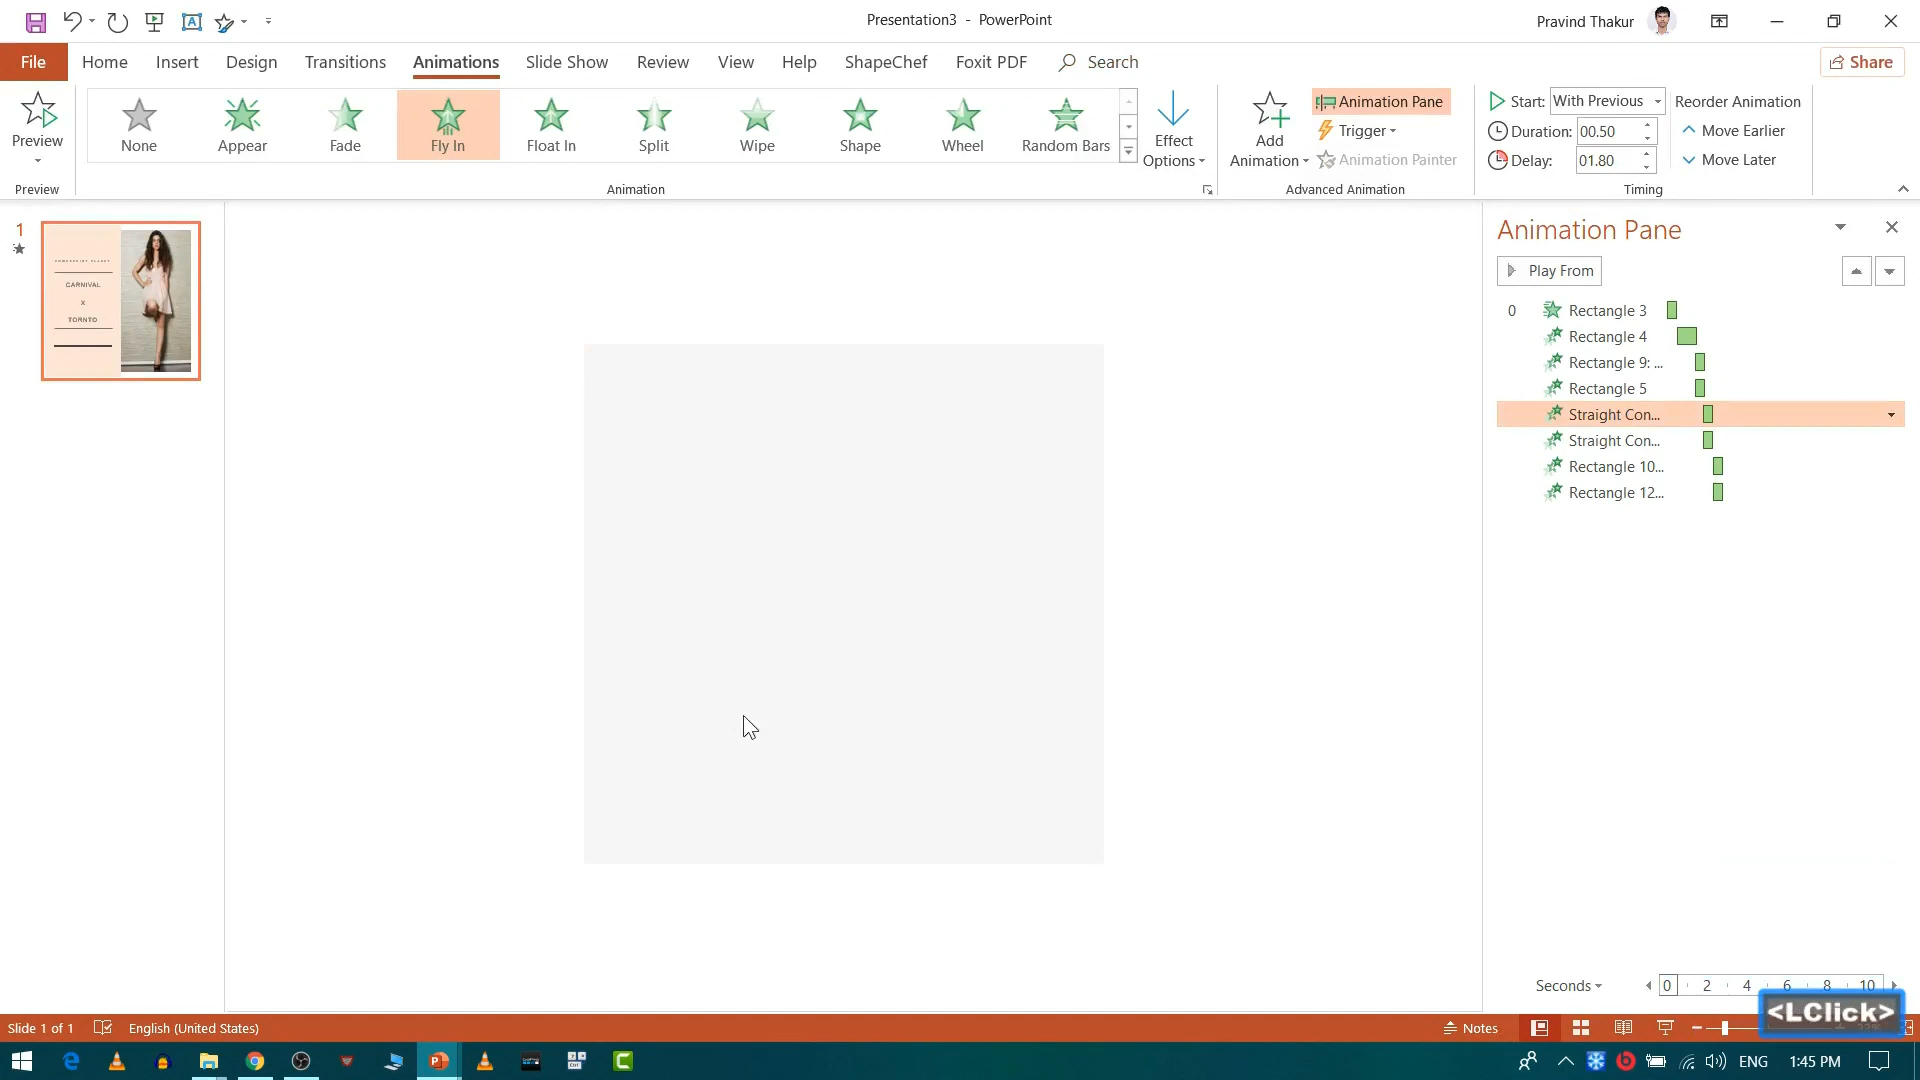 Presentation3 - PowerPoint
Pravind Thakur
File Home Insert Design Transitions Animations Slide Show Review View Help ShapeChef Foxit PDF Search Share
Preview
None Appear Fade Fly In Float In Split Wipe Shape Wheel Random Bars
Effect Options
Add Animation
Animation Pane
Trigger
Animation Painter
Start: With Previous
Duration: 00.50
Delay: 01.80
Reorder Animation
Move Earlier
Move Later
Preview Animation Advanced Animation Timing
1
CARNIVAL
X
TORNTO
Animation Pane
Play From
0 Rectangle 3
Rectangle 4
Rectangle 9: ...
Rectangle 5
Straight Con...
Straight Con...
Rectangle 10...
Rectangle 12...
Seconds 0 2 4 6 8 10
<LClick>
Slide 1 of 1 English (United States) Notes
ENG 1:45 PM